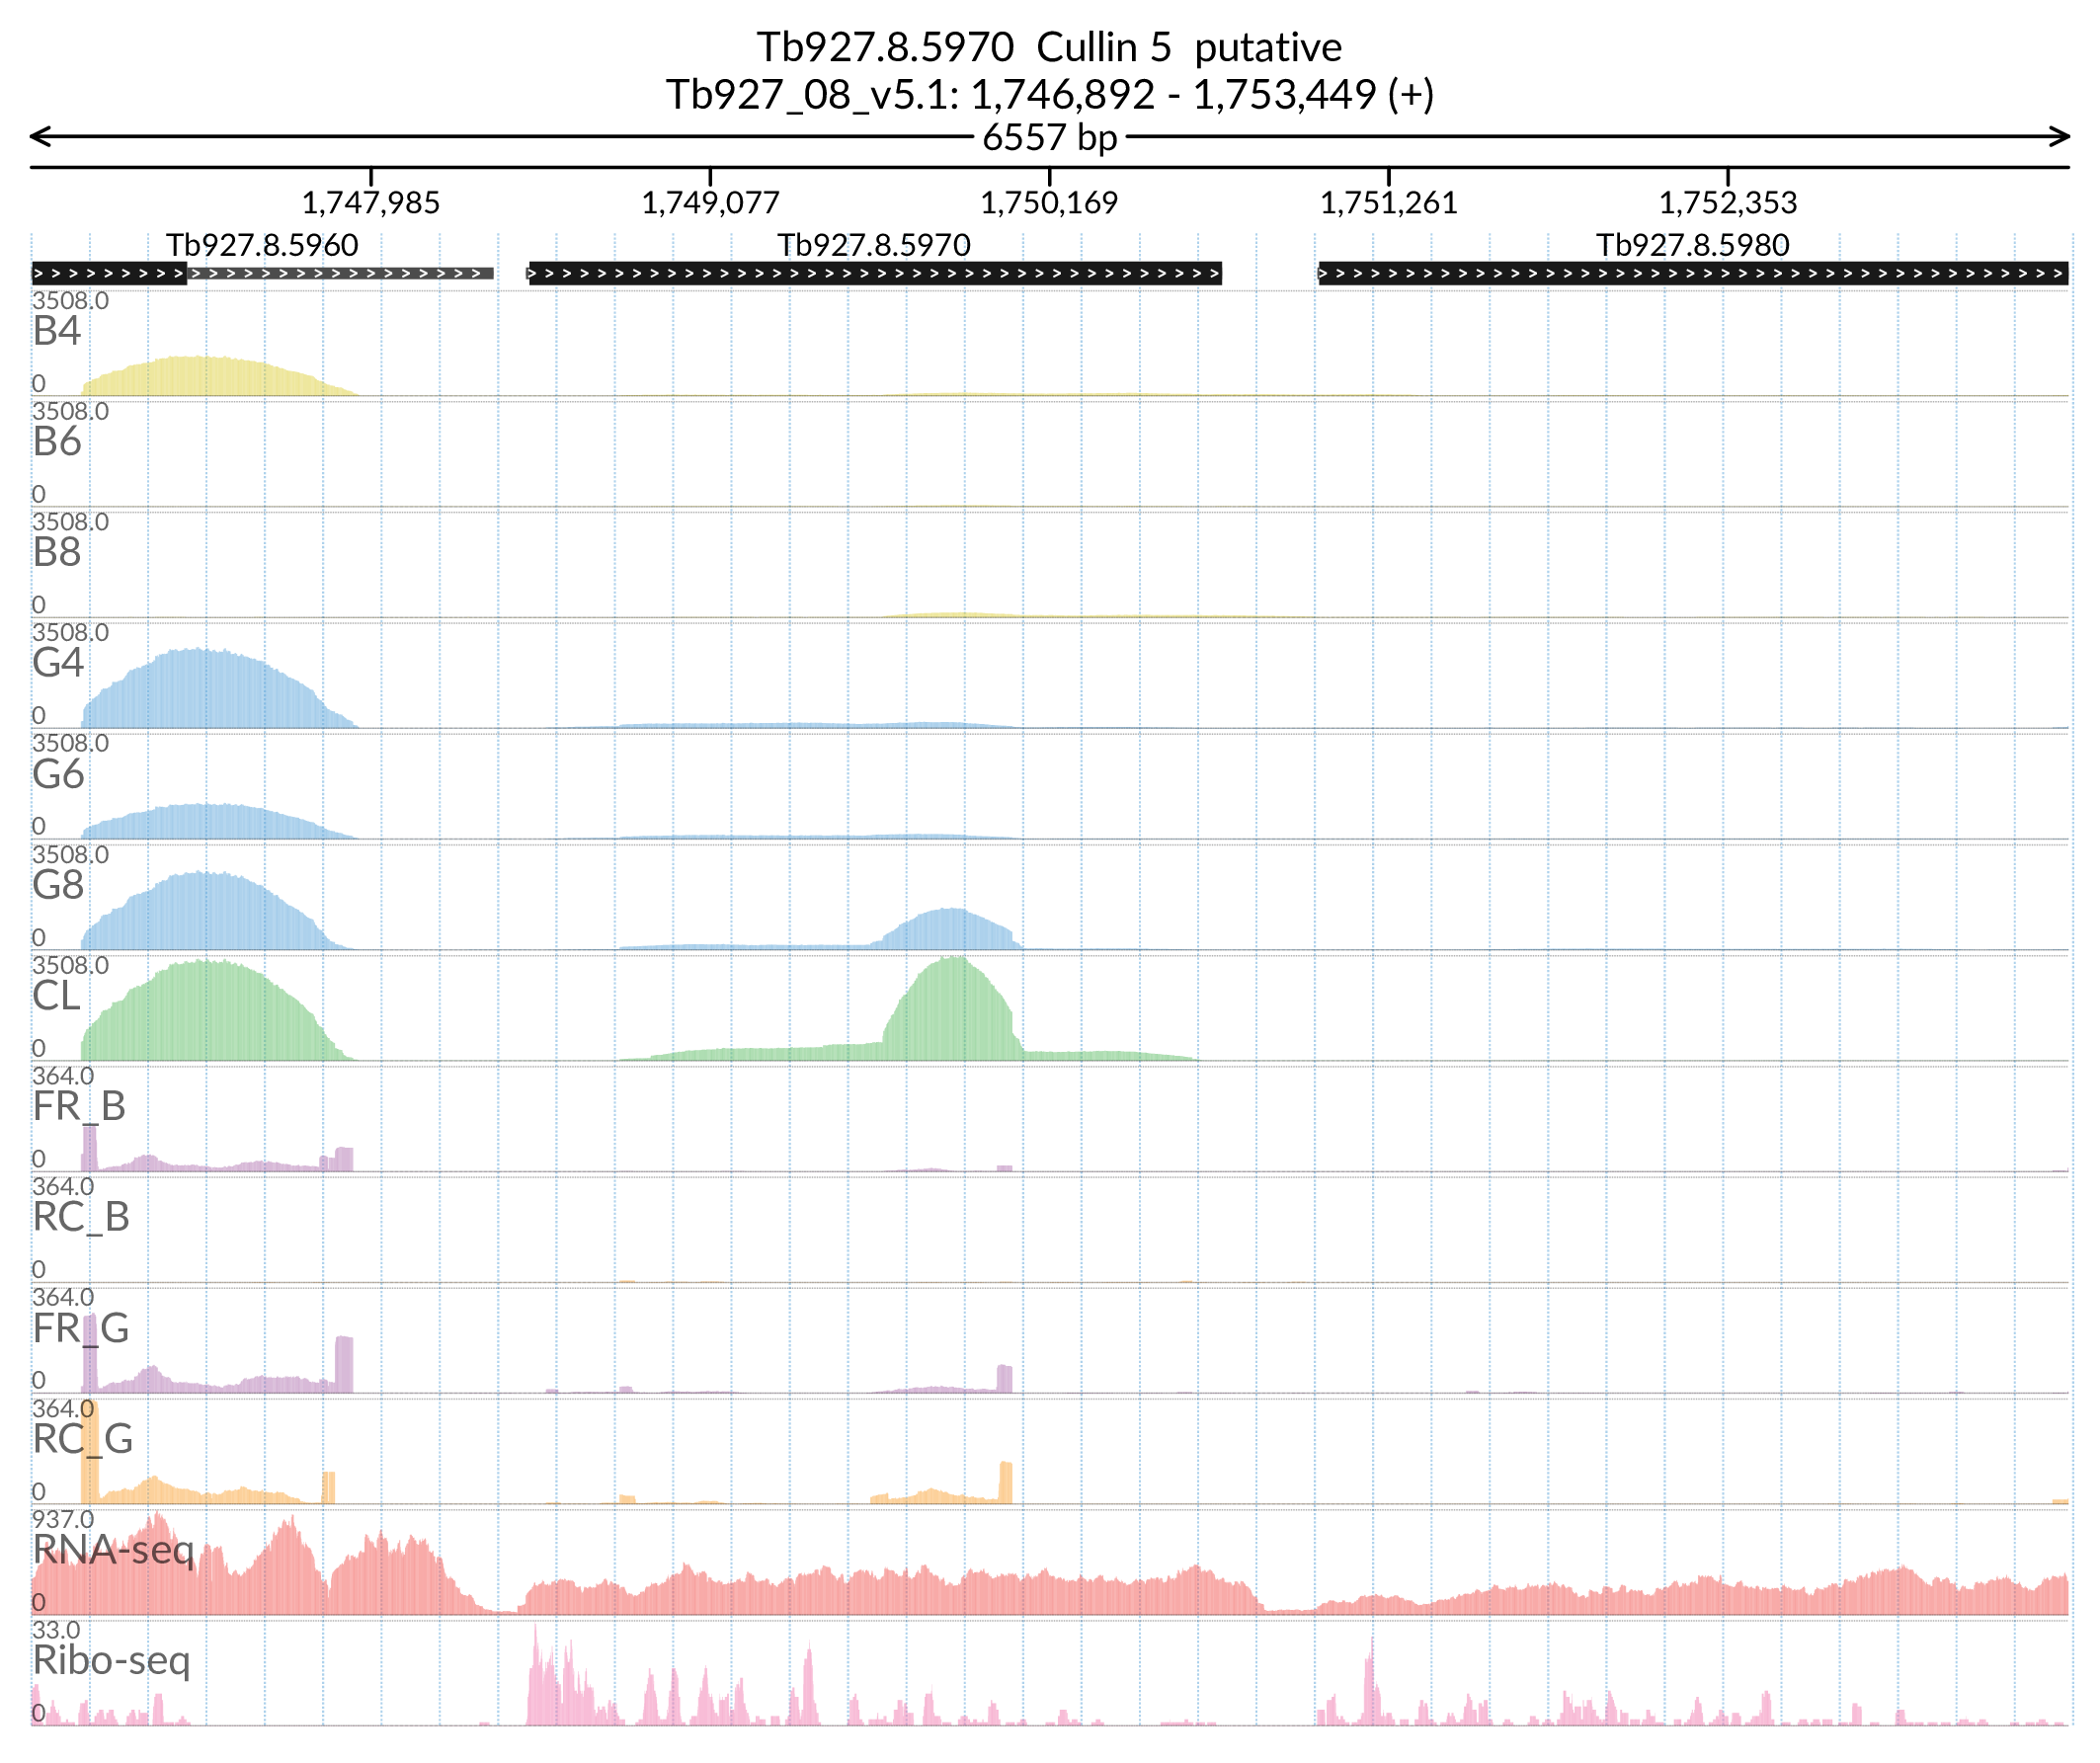 Tb927.8.5970 Cullin 5 putative
Tb927_08_v5.1: 1,746,892 - 1,753,449 (+)
6557 bp
1,747,985 1,749,077 1,750,169 1,751,261 1,752,353
Tb927.8.5960 Tb927.8.5970 Tb927.8.5980
3508.0
B4
0
3508.0
B6
0
3508.0
B8
0
3508.0
G4
0
3508.0
G6
0
3508.0
G8
0
3508.0
CL
0
364.0
FR_B
0
364.0
RC_B
0
364.0
FR_G
0
364.0
RC_G
0
937.0
RNA-seq
0
33.0
Ribo-seq
0